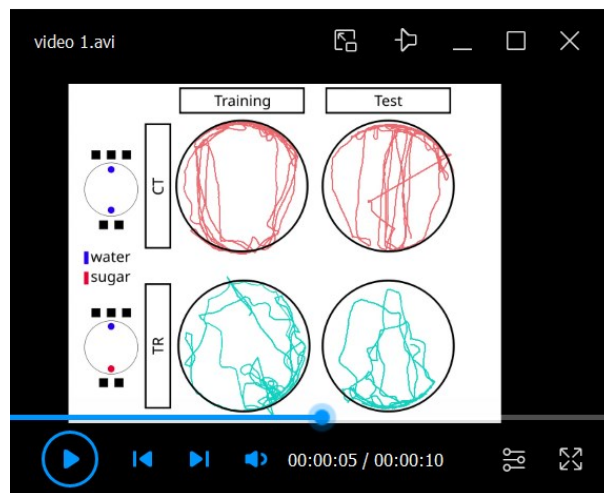 video 1.avi
Training
Test
CT
water
sugar
TR
00:00:05 / 00:00:10